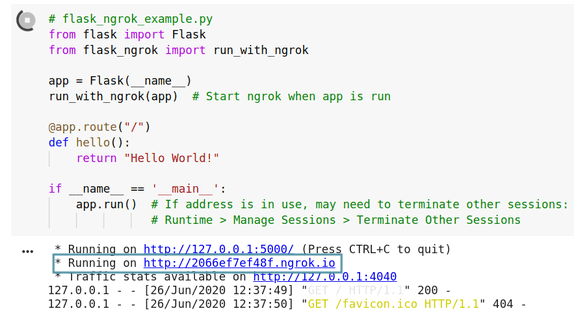 # flask_ngrok_example.py
from flask import Flask
from flask_ngrok import run_with_ngrok
app = Flask(__name__)
run_with_ngrok(app)  # Start ngrok when app is run
@app.route("/")
def hello():
    return "Hello World!"
if __name__ == '__main__':
    app.run()  # If address is in use, may need to terminate other sessions:
               # Runtime > Manage Sessions > Terminate Other Sessions
* Running on http://127.0.0.1:5000/ (Press CTRL+C to quit)
* Running on http://2066ef7ef48f.ngrok.io
* Traffic stats available on http://127.0.0.1:4040
127.0.0.1 - - [26/Jun/2020 12:37:49] "GET / HTTP/1.1" 200 -
127.0.0.1 - - [26/Jun/2020 12:37:50] "GET /favicon.ico HTTP/1.1" 404 -